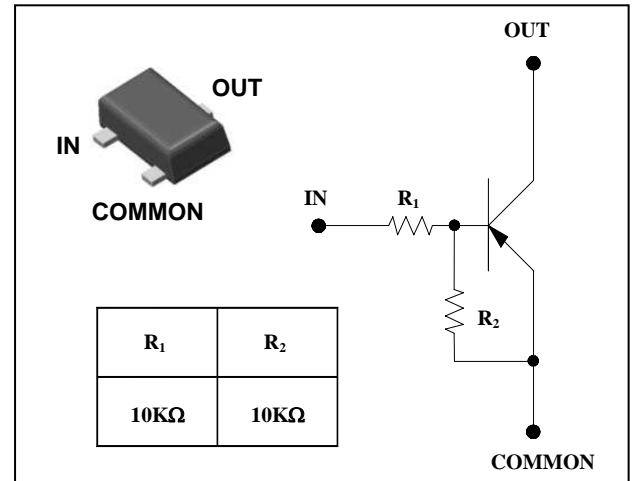 OUT
OUT
IN
COMMON
IN
R₁
R₂
R₁ R₂
10KΩ 10KΩ
COMMON